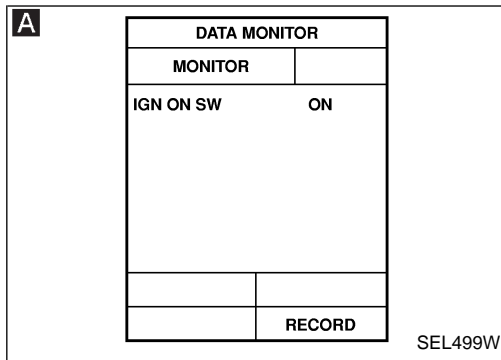 A
DATA MONITOR
MONITOR
IGN ON SW ON
RECORD
SEL499W